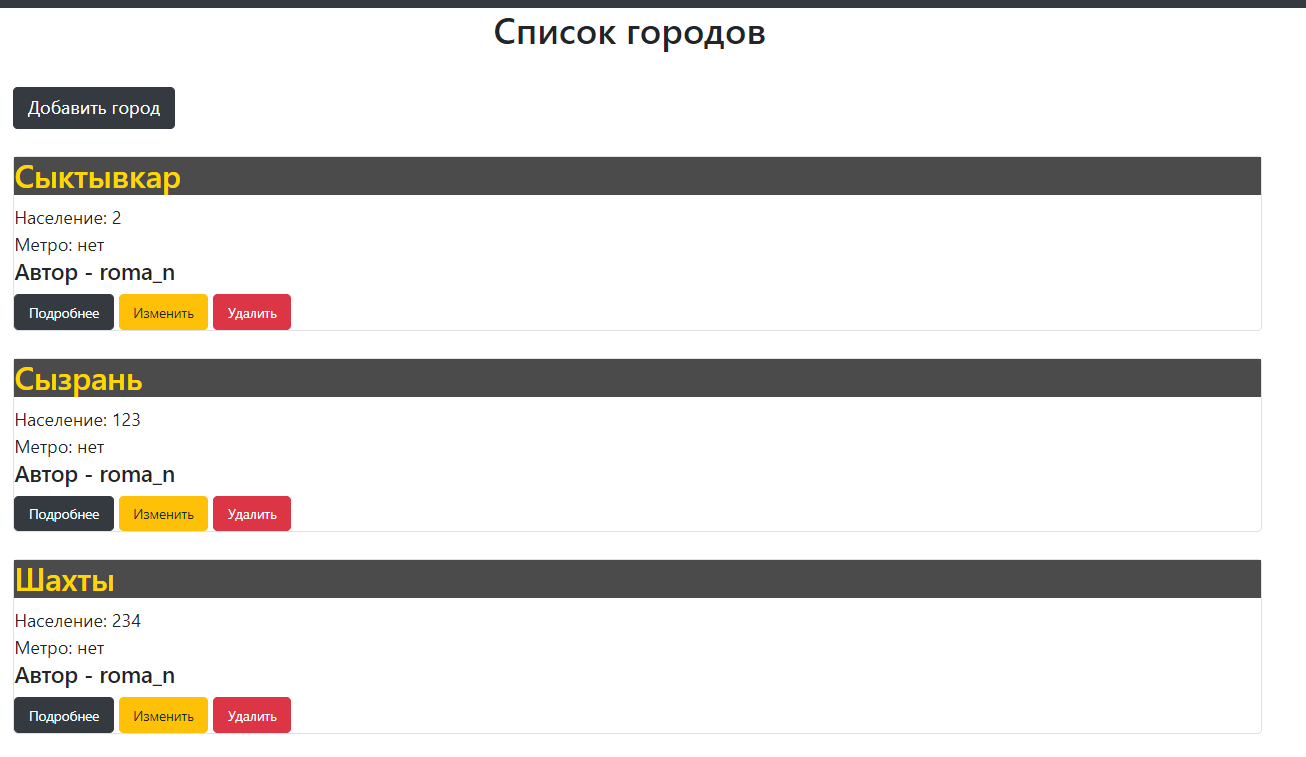 Список городов
Добавить город
Сыктывкар
Население: 2
Метро: нет
Автор - roma_n
Подробнее Изменить Удалить
Сызрань
Население: 123
Метро: нет
Автор - roma_n
Подробнее Изменить Удалить
Шахты
Население: 234
Метро: нет
Автор - roma_n
Подробнее Изменить Удалить